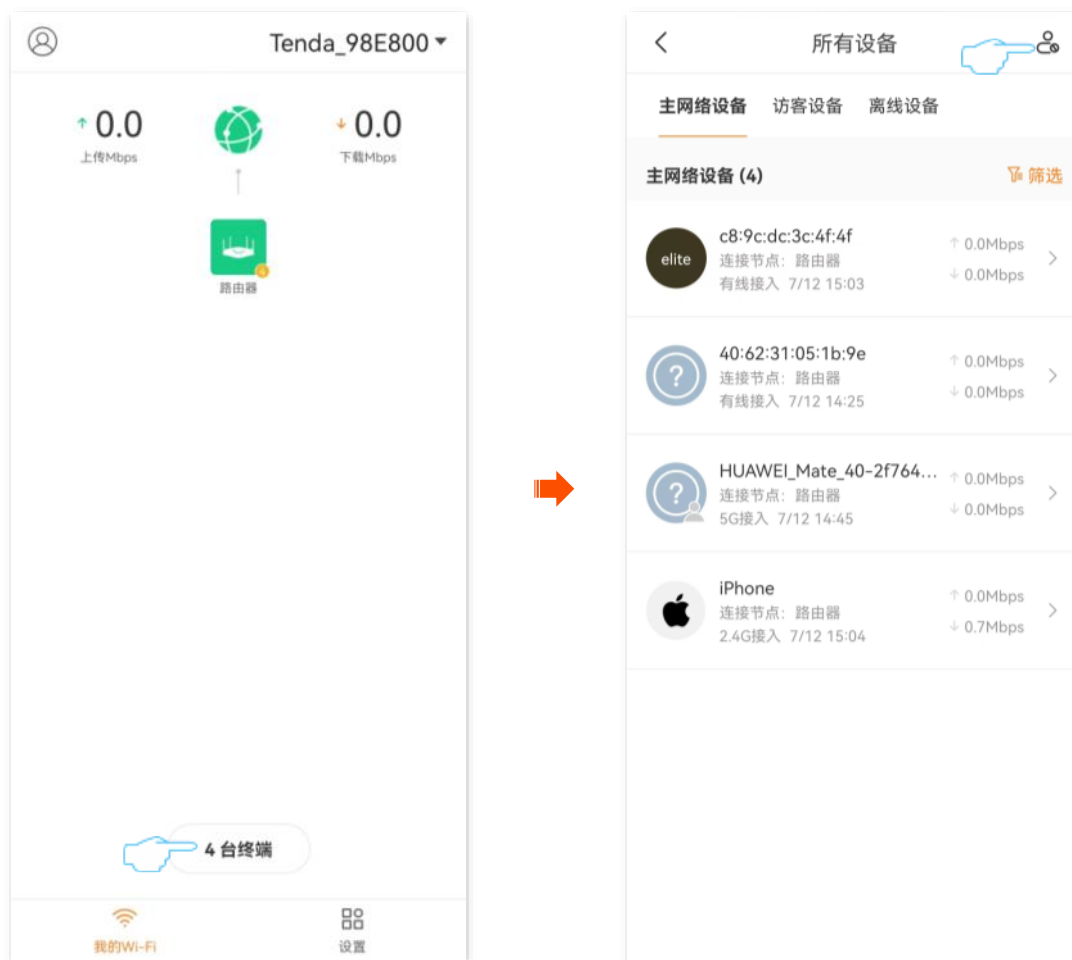 Tenda_98E800
↑ 0.0
上传Mbps
↓ 0.0
下载Mbps
4
路由器
4 台终端
我的Wi-Fi
设置
所有设备
主网络设备 访客设备 离线设备
主网络设备 (4)
筛选
elite
c8:9c:dc:3c:4f:4f
连接节点：路由器
有线接入 7/12 15:03
↑ 0.0Mbps
↓ 0.0Mbps
?
40:62:31:05:1b:9e
连接节点：路由器
有线接入 7/12 14:25
↑ 0.0Mbps
↓ 0.0Mbps
?
HUAWEI_Mate_40-2f764...
连接节点：路由器
5G接入 7/12 14:45
↑ 0.0Mbps
↓ 0.0Mbps
iPhone
连接节点：路由器
2.4G接入 7/12 15:04
↑ 0.0Mbps
↓ 0.7Mbps